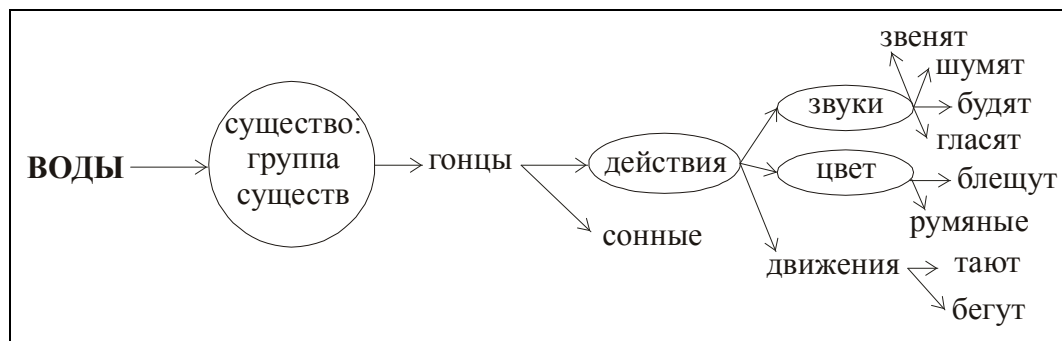 звенят
шумят
звуки
будят
гласят
существо:
группа
существ
ВОДЫ
гонцы
действия
цвет
блещут
румяные
сонные
движения
тают
бегут